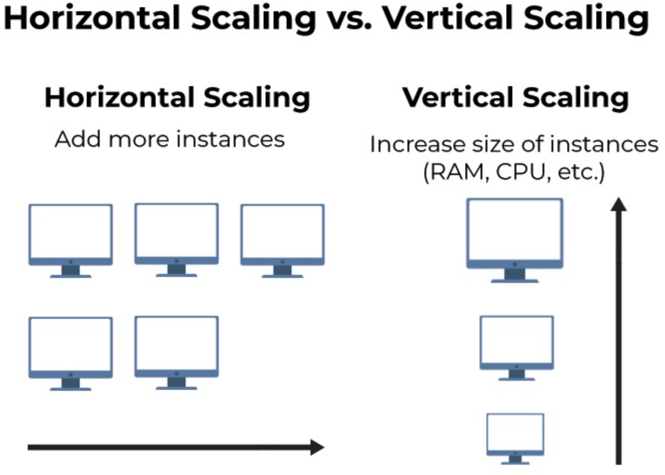 Horizontal Scaling vs. Vertical Scaling
Horizontal Scaling
Add more instances
Vertical Scaling
Increase size of instances
(RAM, CPU, etc.)